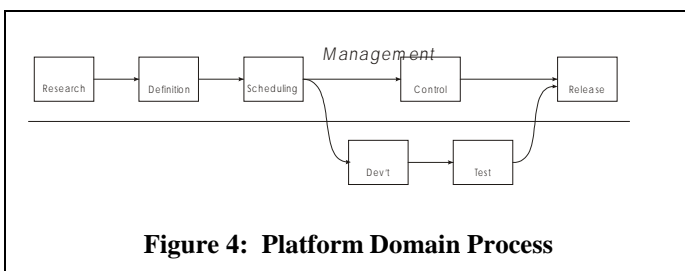 Management
Research
Definition
Scheduling
Control
Release
Dev't
Test
Figure 4: Platform Domain Process